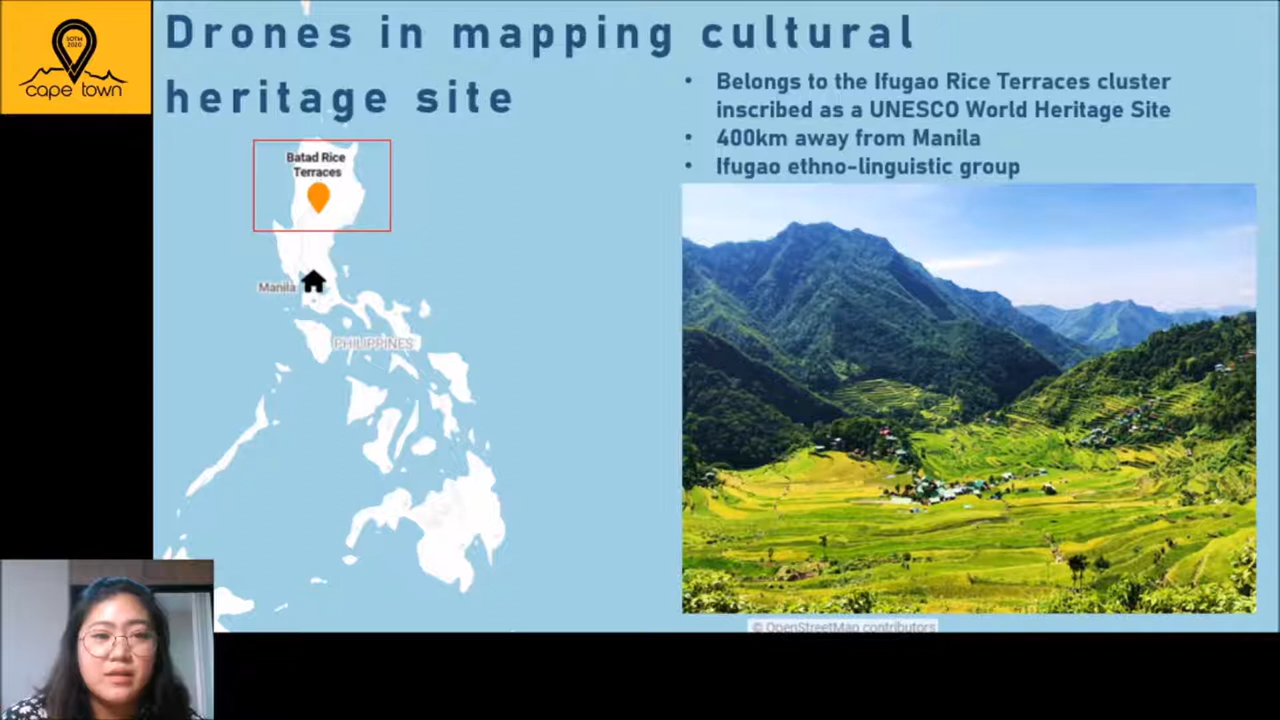 SOTM
2020
cape town
Drones in mapping cultural
heritage site
• Belongs to the Ifugao Rice Terraces cluster
inscribed as a UNESCO World Heritage Site
• 400km away from Manila
• Ifugao ethno-linguistic group
Batad Rice
Terraces
Manila
PHILIPPINES
© OpenStreetMap contributors